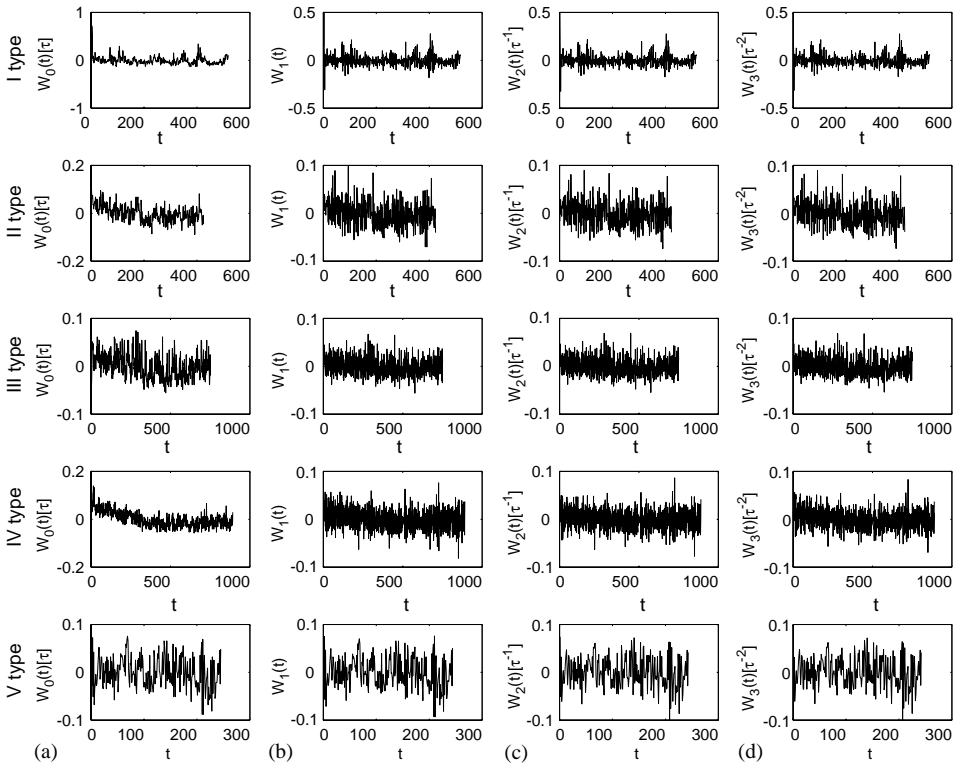 I type
W₀(t)[τ]
1
0
-1
0 200 400 600
t
W₁(t)
0.5
0
-0.5
0 200 400 600
t
W₂(t)[τ⁻¹]
0.5
0
-0.5
0 200 400 600
t
W₃(t)[τ⁻²]
0.5
0
-0.5
0 200 400 600
t
II type
W₀(t)[τ]
0.2
0
-0.2
0 200 400 600
t
W₁(t)
0.1
0
-0.1
0 200 400 600
t
W₂(t)[τ⁻¹]
0.1
0
-0.1
0 200 400 600
t
W₃(t)[τ⁻²]
0.1
0
-0.1
0 200 400 600
t
III type
W₀(t)[τ]
0.1
0
-0.1
0 500 1000
t
W₁(t)
0.1
0
-0.1
0 500 1000
t
W₂(t)[τ⁻¹]
0.1
0
-0.1
0 500 1000
t
W₃(t)[τ⁻²]
0.1
0
-0.1
0 500 1000
t
IV type
W₀(t)[τ]
0.2
0
-0.2
0 500 1000
t
W₁(t)
0.1
0
-0.1
0 500 1000
t
W₂(t)[τ⁻¹]
0.1
0
-0.1
0 500 1000
t
W₃(t)[τ⁻²]
0.1
0
-0.1
0 500 1000
t
V type
W₀(t)[τ]
0.1
0
-0.1
0 100 200 300
t
W₁(t)
0.1
0
-0.1
0 100 200 300
t
W₂(t)[τ⁻¹]
0.1
0
-0.1
0 100 200 300
t
W₃(t)[τ⁻²]
0.1
0
-0.1
0 100 200 300
t
(a)
(b)
(c)
(d)